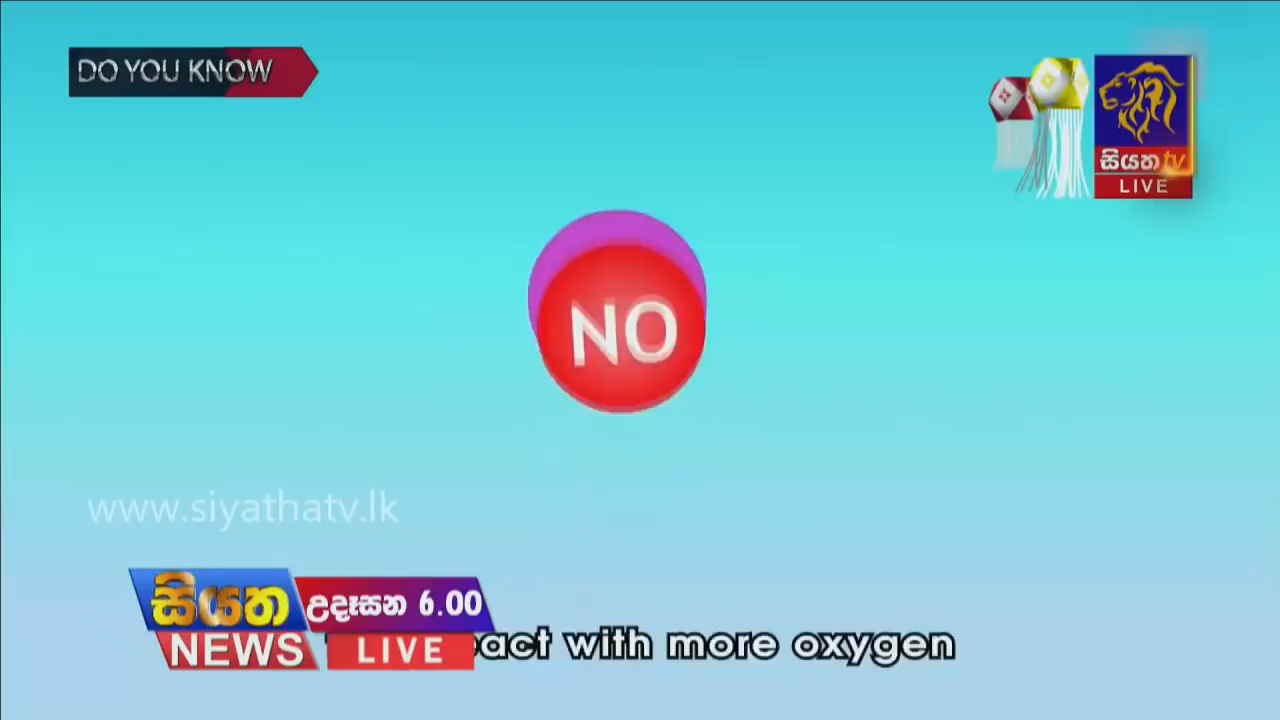 DO YOU KNOW
සියත tv
LIVE
NO
www.siyathatv.lk
සියත
උදෑසන 6.00
NEWS
LIVE
with more oxygen